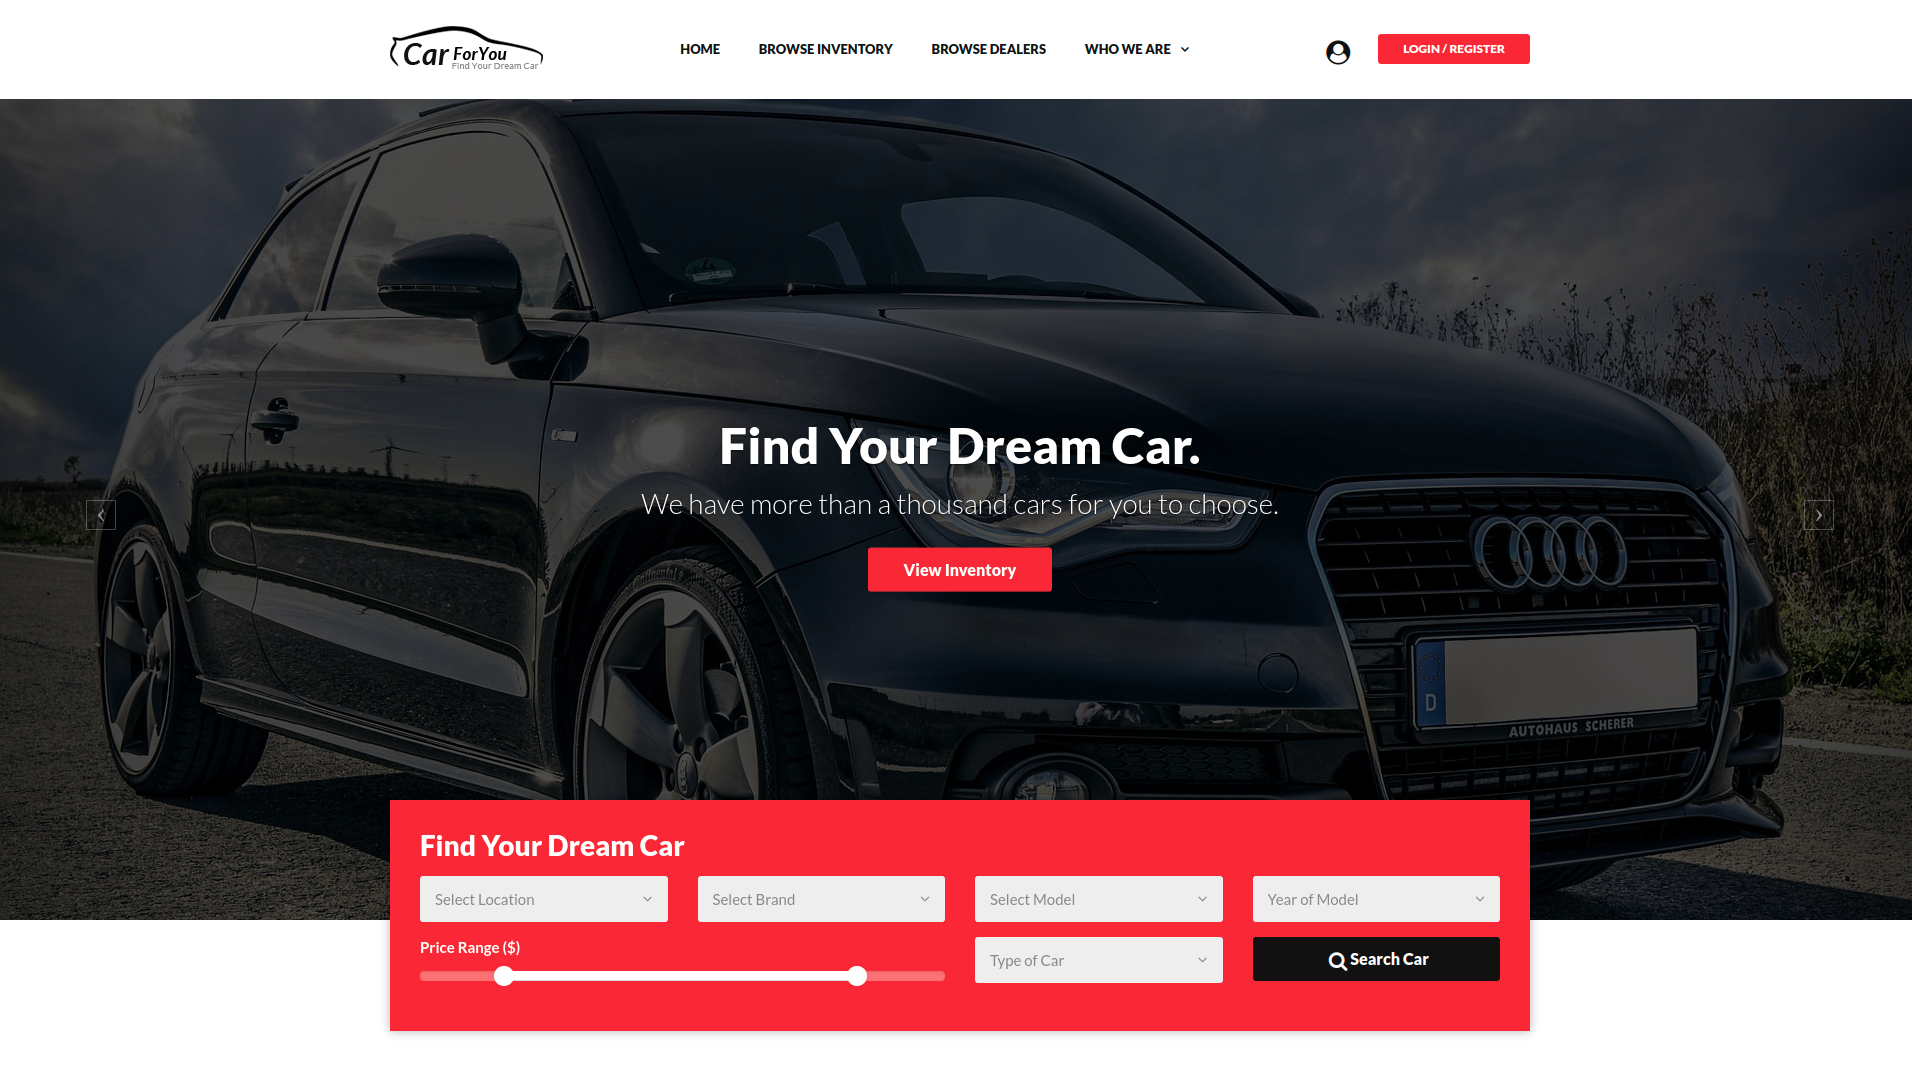 Car ForYou
Find Your Dream Car
HOME
BROWSE INVENTORY
BROWSE DEALERS
WHO WE ARE
LOGIN / REGISTER
Find Your Dream Car.
We have more than a thousand cars for you to choose.
View Inventory
D
AUTOHAUS SCHERER
Find Your Dream Car
Select Location
Select Brand
Select Model
Year of Model
Price Range ($)
Type of Car
Search Car